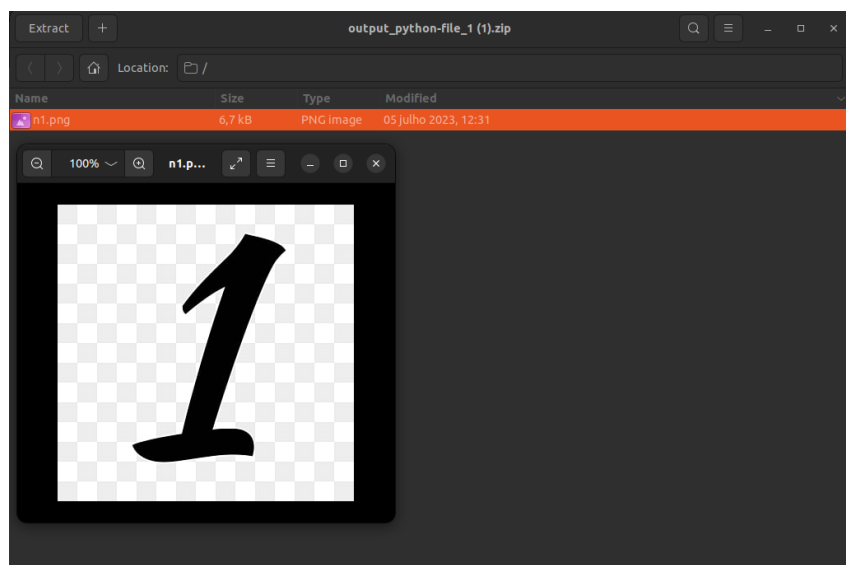 Extract + output_python-file_1 (1).zip
Location: /
Name Size Type Modified
n1.png 6,7 kB PNG image 05 julho 2023, 12:31
100% n1.p...
1